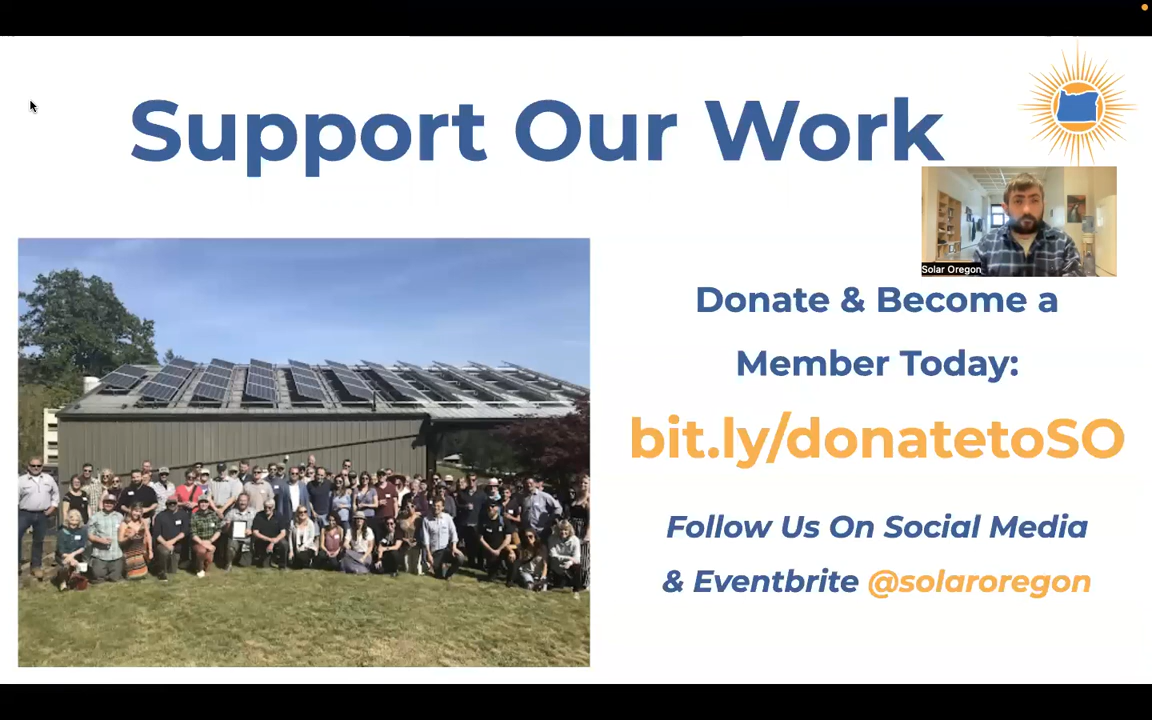 Support Our Work
Solar Oregon
Donate & Become a
Member Today:
bit.ly/donatetoSO
Follow Us On Social Media
& Eventbrite @solaroregon